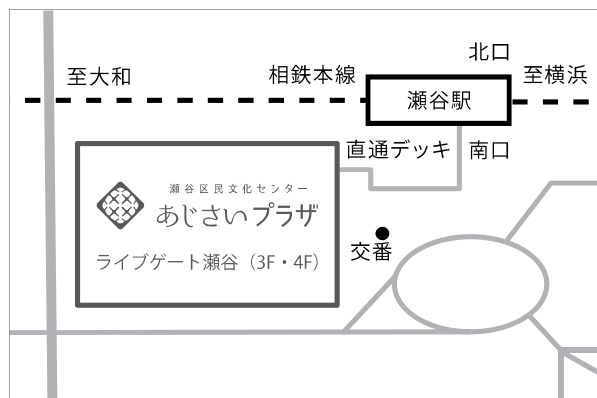 北口
至大和
相鉄本線
至横浜
瀬谷駅
直通デッキ
南口
瀬谷区民文化センター
あじさいプラザ
ライブゲート瀬谷（3F・4F）
交番